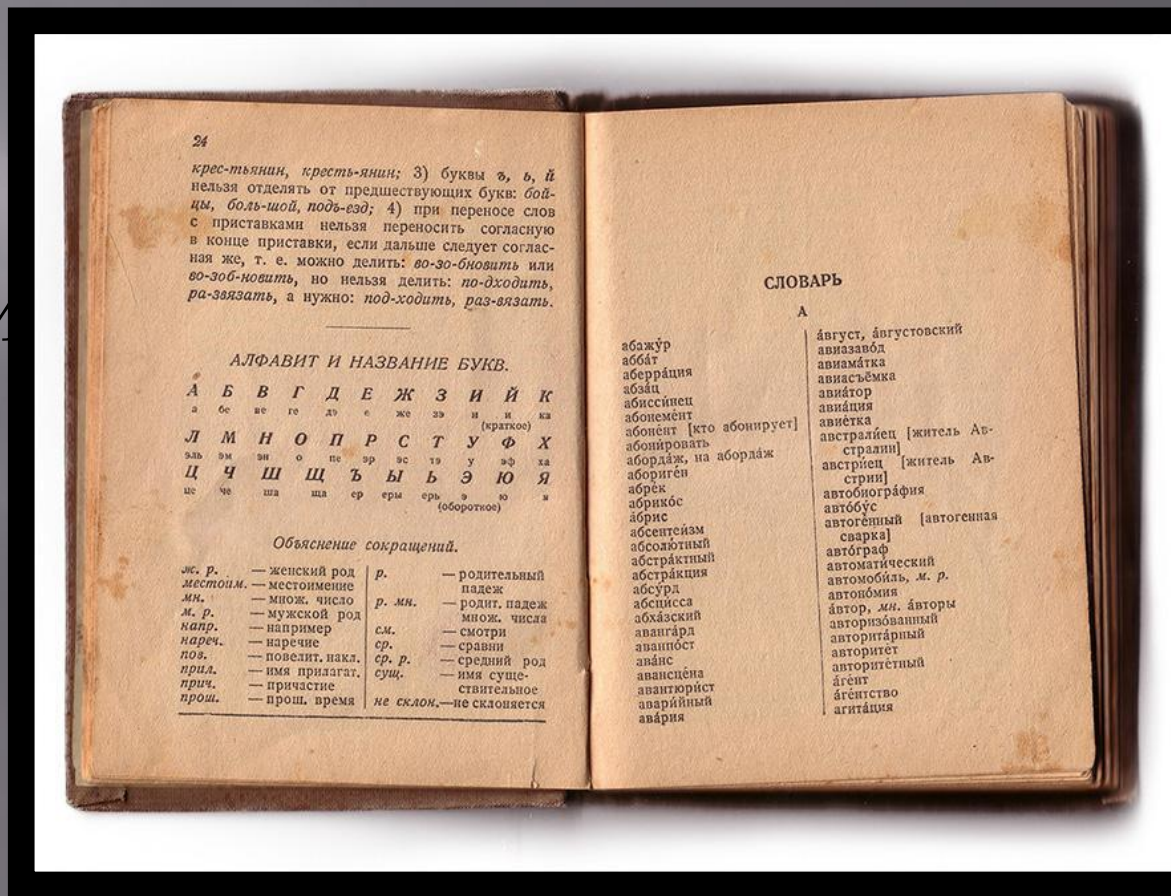 24
крес-тьянин, кресть-янин; 3) буквы ъ, ь, й
нельзя отделять от предшествующих букв: бой-
цы, боль-шой, подъ-езд; 4) при переносе слов
с приставками нельзя переносить согласную
в конце приставки, если дальше следует соглас-
ная же, т. е. можно делить: во-зо-бновить или
во-зоб-новить, но нельзя делить: по-дходить,
ра-звязать, а нужно: под-ходить, раз-вязать.
АЛФАВИТ И НАЗВАНИЕ БУКВ.
А Б В Г Д Е Ж З И Й К
а бе ве ге дэ е же зэ и и ка
(краткое)
Л М Н О П Р С Т У Ф Х
эль эм эн о пе эр эс тэ у эф ха
Ц Ч Ш Щ Ъ Ы Ь Э Ю Я
це че ша ща ер еры ерь э ю я
(оборотное)
Объяснение сокращений.
ж. р. — женский род
местоим. — местоимение
мн. — множ. число
м. р. — мужской род
напр. — например
нареч. — наречие
пов. — повелит. накл.
прил. — имя прилагат.
прич. — причастие
прош. — прош. время
р. — родительный
падеж
р. мн. — родит. падеж
множ. числа
см. — смотри
ср. — сравни
ср. р. — средний род
сущ. — имя суще-
ствительное
не склон. — не склоняется
СЛОВАРЬ
А
абажу́р
абба́т
аберра́ция
абза́ц
абисси́нец
абонеме́нт
абоне́нт [кто абонирует]
абони́ровать
аборда́ж, на аборда́ж
абориге́н
абре́к
абрико́с
а́брис
абсентеи́зм
абсолю́тный
абстра́ктный
абстра́кция
абсу́рд
абсци́сса
абха́зский
аванга́рд
аванпо́ст
ава́нс
авансце́на
авантюри́ст
авари́йный
ава́рия
а́вгуст, а́вгустовский
авиазаво́д
авиама́тка
авиасъёмка
авиа́тор
авиа́ция
авие́тка
австрали́ец [житель Ав-
стралии]
австри́ец [житель Ав-
стрии]
автобиогра́фия
авто́бус
автоге́нный [автогенная
сварка]
авто́граф
автомати́ческий
автомоби́ль, м. р.
автоно́мия
а́втор, мн. а́вторы
авторизо́ванный
авторита́рный
авторите́т
авторите́тный
а́ге́нт
а́ге́нтство
агита́ция